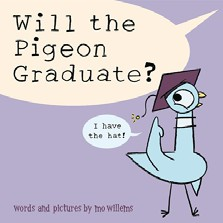 Will the
Pigeon
Graduate?
I have
the hat!
words and pictures by mo willems